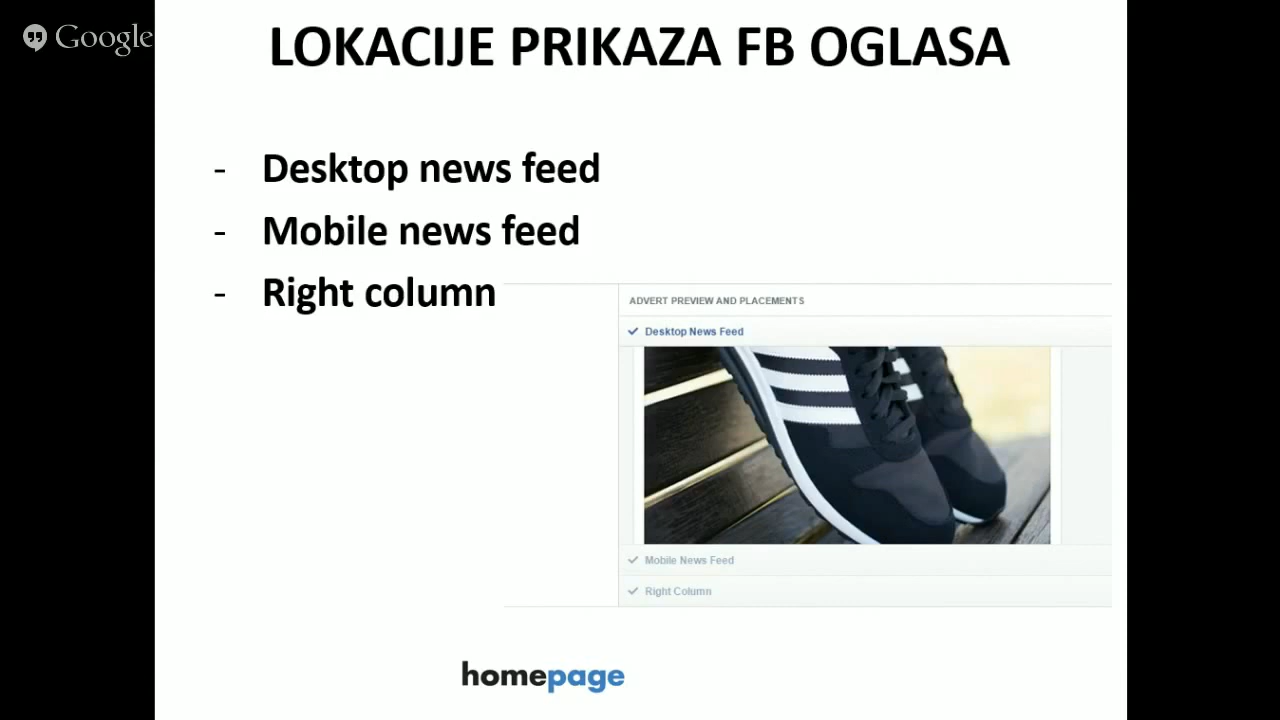 Google
LOKACIJE PRIKAZA FB OGLASA
- Desktop news feed
- Mobile news feed
- Right column
ADVERT PREVIEW AND PLACEMENTS
Desktop News Feed
Mobile News Feed
Right Column
homepage